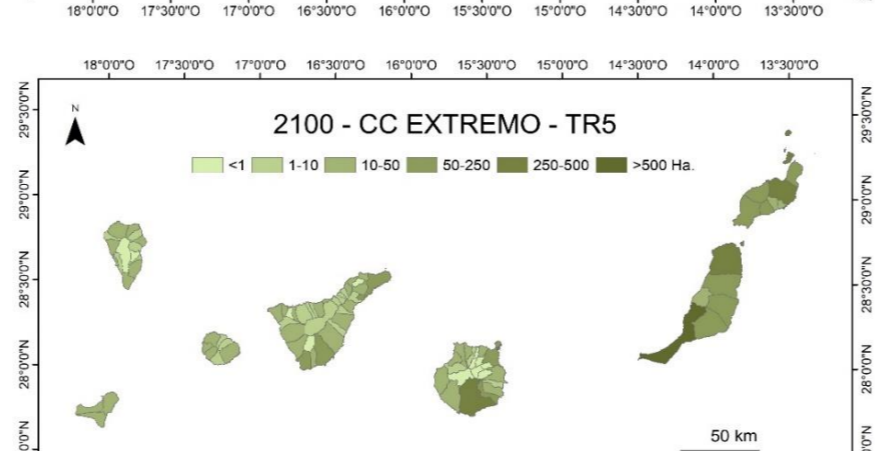 18°0'0"O 17°30'0"O 17°0'0"O 16°30'0"O 16°0'0"O 15°30'0"O 15°0'0"O 14°30'0"O 14°0'0"O 13°30'0"O
18°0'0"O 17°30'0"O 17°0'0"O 16°30'0"O 16°0'0"O 15°30'0"O 15°0'0"O 14°30'0"O 14°0'0"O 13°30'0"O
N
2100 - CC EXTREMO - TR5
<1 1-10 10-50 50-250 250-500 >500 Ha.
29°30'0"N 29°30'0"N
29°0'0"N 29°0'0"N
28°30'0"N 28°30'0"N
28°0'0"N 28°0'0"N
0'0"N 0'0"N
50 km